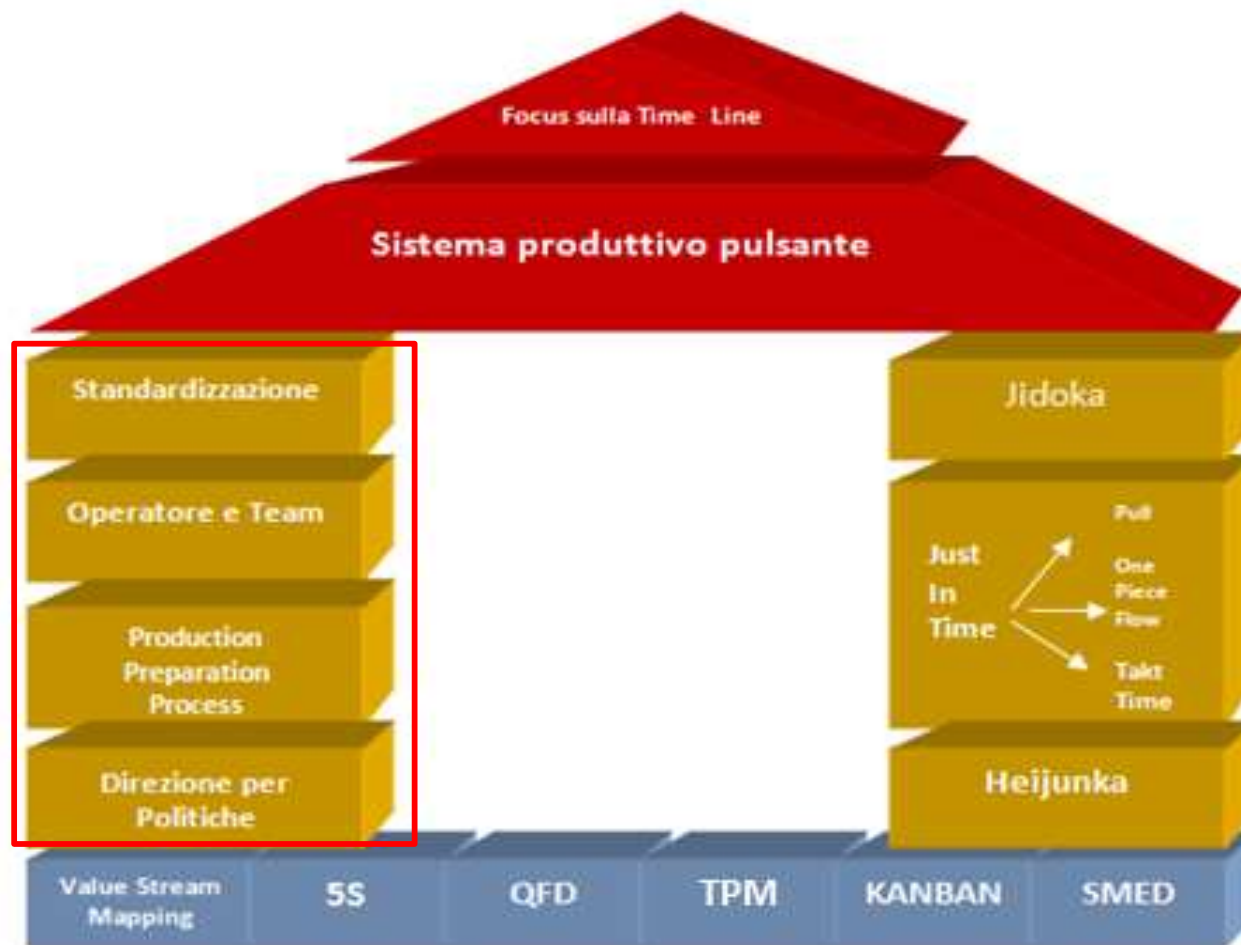 Focus sulla Time Line
Sistema produttivo pulsante
Standardizzazione
Operatore e Team
Production
Preparation
Process
Direzione per
Politiche
Jidoka
Just
In
Time
Pull
One
Piece
Flow
Takt
Time
Heijunka
Value Stream
Mapping
5S
QFD
TPM
KANBAN
SMED